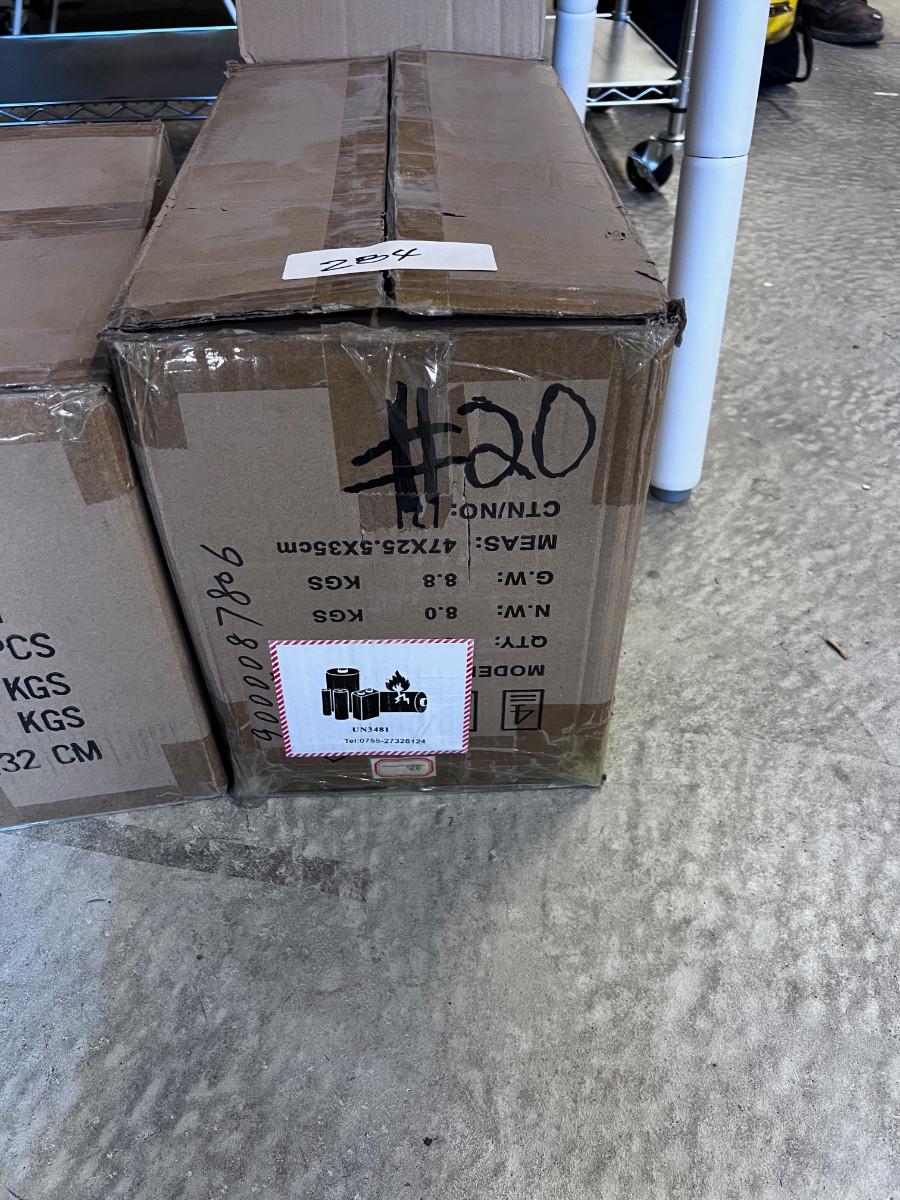 204
#20
CTN/NO:
MEAS: 47X25.5X35cm
G.W: 8.8 KGS
N.W: 8.0 KGS
QTY:
MODE
9000087806
UN3481
Tel:0755-27326124
PCS
KGS
KGS
32 CM